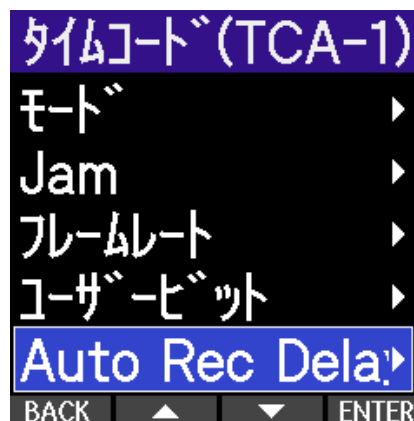 ﾀｲﾑｺｰﾄﾞ(TCA-1)
ﾓｰﾄﾞ
Jam
ﾌﾚｰﾑﾚｰﾄ
ﾕｰｻﾞｰﾋﾞｯﾄ
Auto Rec Delay
BACK ▲ ▼ ENTER